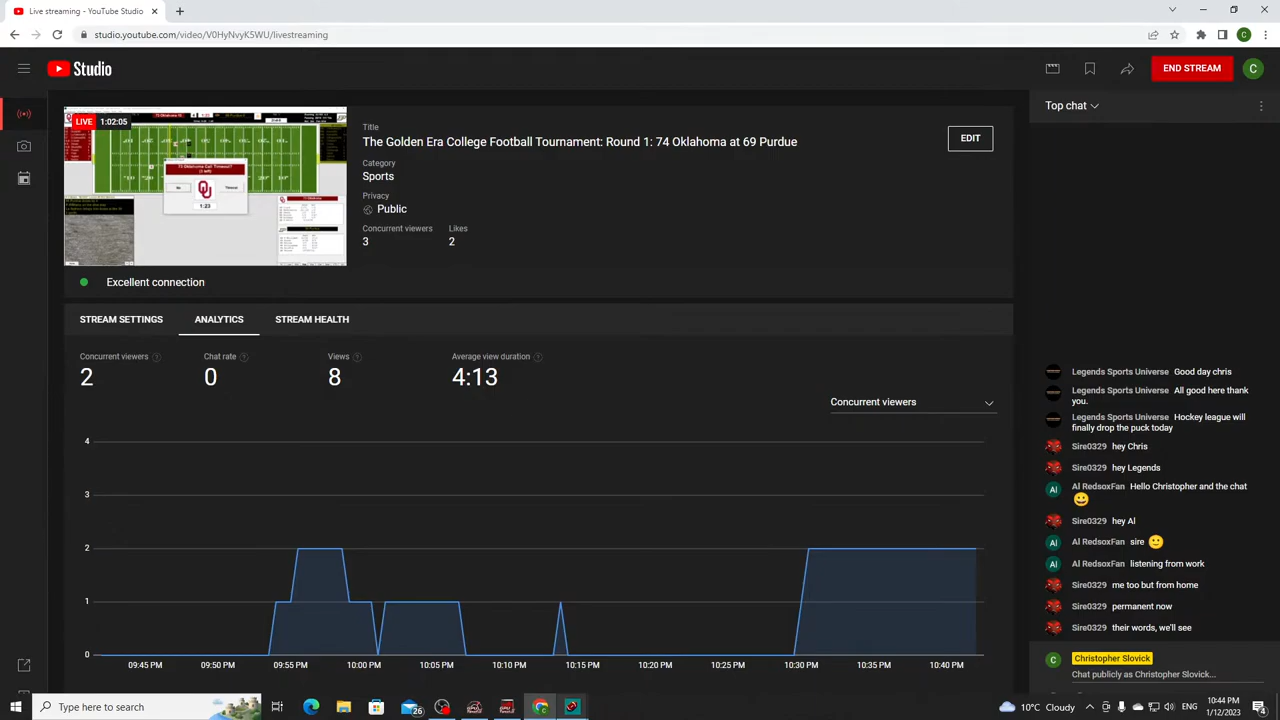 Live streaming - YouTube Studio
studio.youtube.com/video/V0HyNvyK5WU/livestreaming
C
Studio
END STREAM
C
LIVE 1:02:05
Title
The Golden Era College Football Tournament: Round 1: 74 Oklahoma at 69 Purdue
EDIT
Category
Sports
Privacy
Public
Concurrent viewers
3
Likes
2
Excellent connection
STREAM SETTINGS
ANALYTICS
STREAM HEALTH
Concurrent viewers
2
Chat rate
0
Views
8
Average view duration
4:13
Concurrent viewers
4
3
2
1
0
09:45 PM
09:50 PM
09:55 PM
10:00 PM
10:05 PM
10:10 PM
10:15 PM
10:20 PM
10:25 PM
10:30 PM
10:35 PM
10:40 PM
Top chat
Legends Sports Universe Good day chris
Legends Sports Universe All good here thank
you.
Legends Sports Universe Hockey league will
finally drop the puck today
Sire0329 hey Chris
Sire0329 hey Legends
Al Al RedsoxFan Hello Christopher and the chat
Sire0329 hey Al
Al Al RedsoxFan sire
Al Al RedsoxFan listening from work
Sire0329 me too but from home
Sire0329 permanent now
Sire0329 their words, we'll see
C Christopher Slovick
Chat publicly as Christopher Slovick...
Type here to search
26
10°C Cloudy
10:44 PM
1/12/2023
4